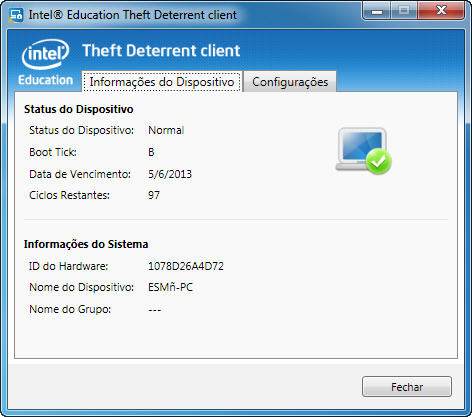 Intel® Education Theft Deterrent client
intel Theft Deterrent client
Education
Informações do Dispositivo Configurações
Status do Dispositivo
Status do Dispositivo: Normal
Boot Tick: B
Data de Vencimento: 5/6/2013
Ciclos Restantes: 97
Informações do Sistema
ID do Hardware: 1078D26A4D72
Nome do Dispositivo: ESMñ-PC
Nome do Grupo: ---
Fechar